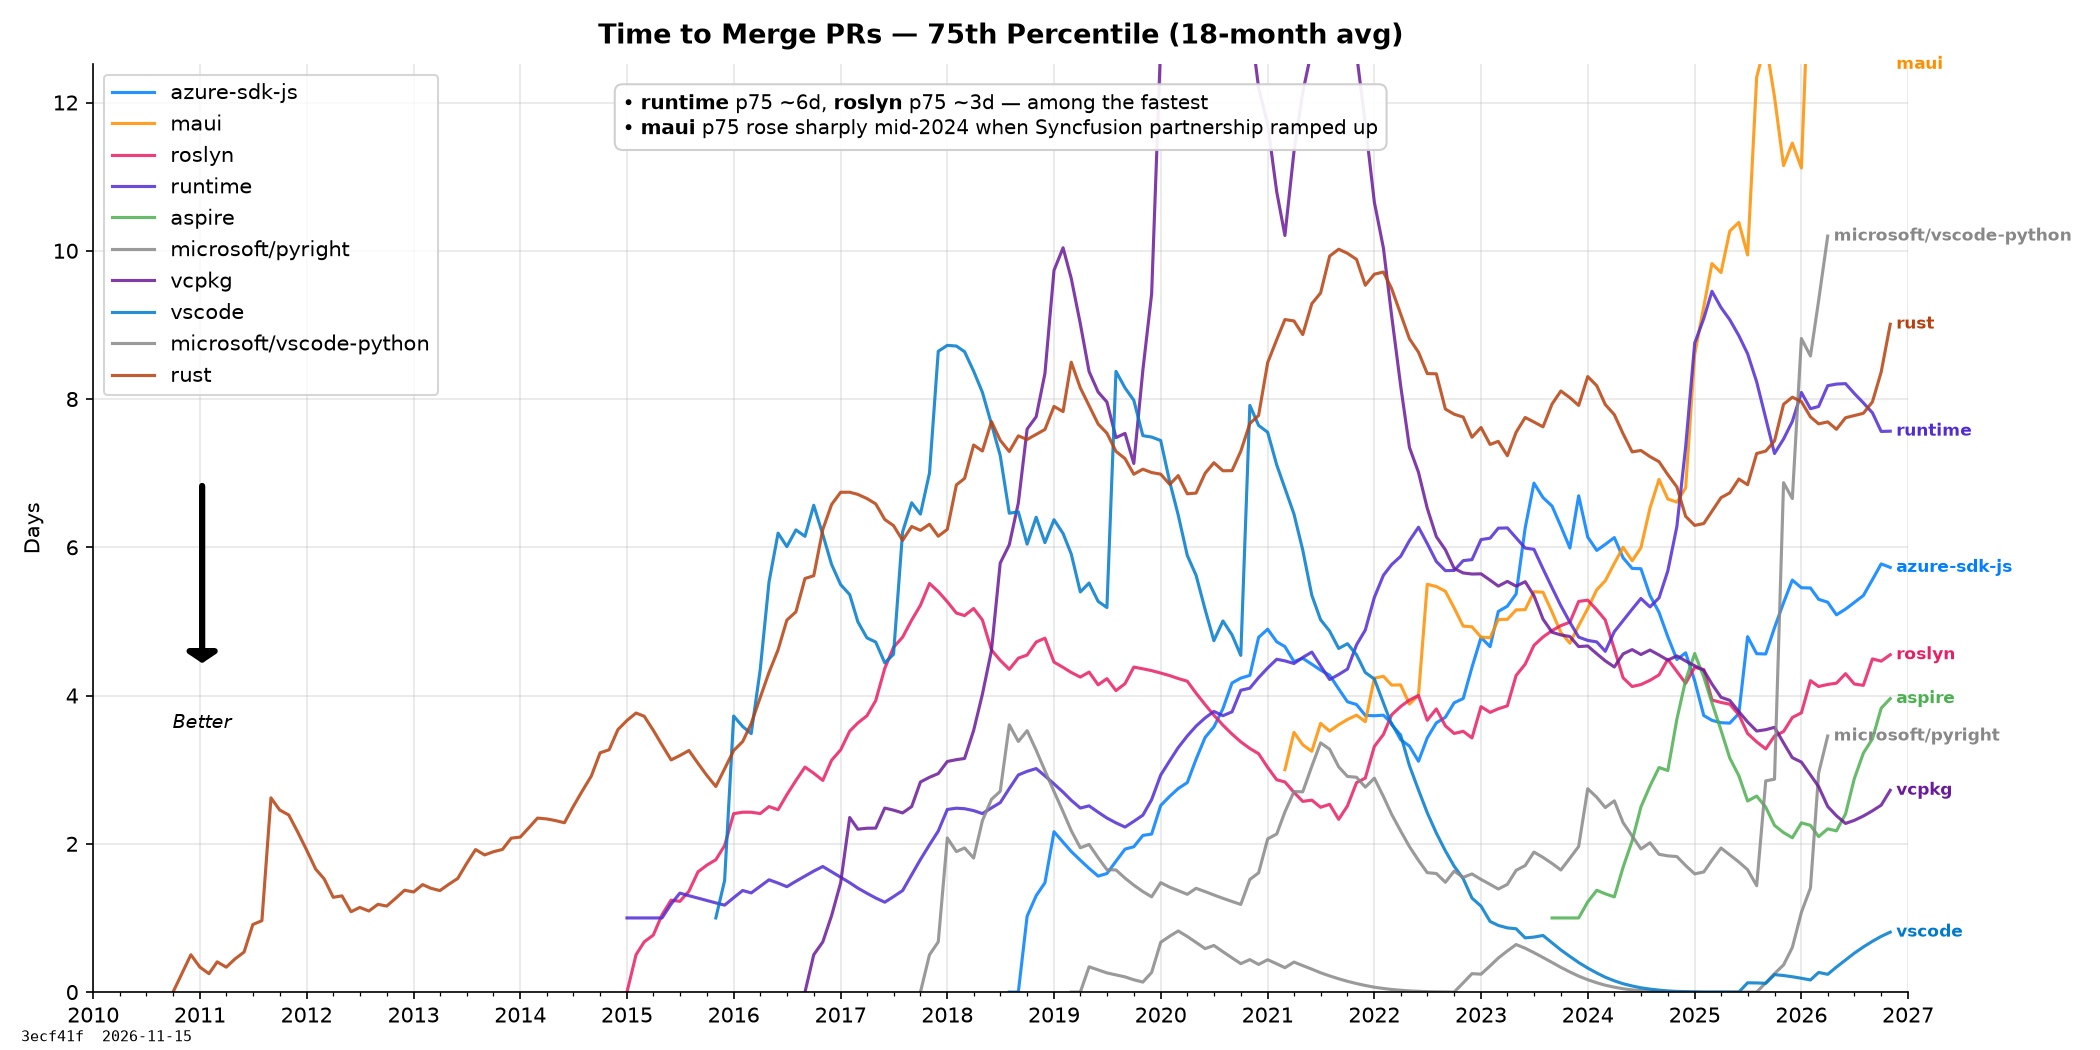 Time to Merge PRs — 75th Percentile (18-month avg)
azure-sdk-js
maui
roslyn
runtime
aspire
microsoft/pyright
vcpkg
vscode
microsoft/vscode-python
rust
• runtime p75 ~6d, roslyn p75 ~3d — among the fastest
• maui p75 rose sharply mid-2024 when Syncfusion partnership ramped up
12
10
8
6
4
2
0
Days
Better
maui
microsoft/vscode-python
rust
runtime
azure-sdk-js
roslyn
aspire
microsoft/pyright
vcpkg
vscode
2010 2011 2012 2013 2014 2015 2016 2017 2018 2019 2020 2021 2022 2023 2024 2025 2026 2027
3ecf41f 2026-11-15